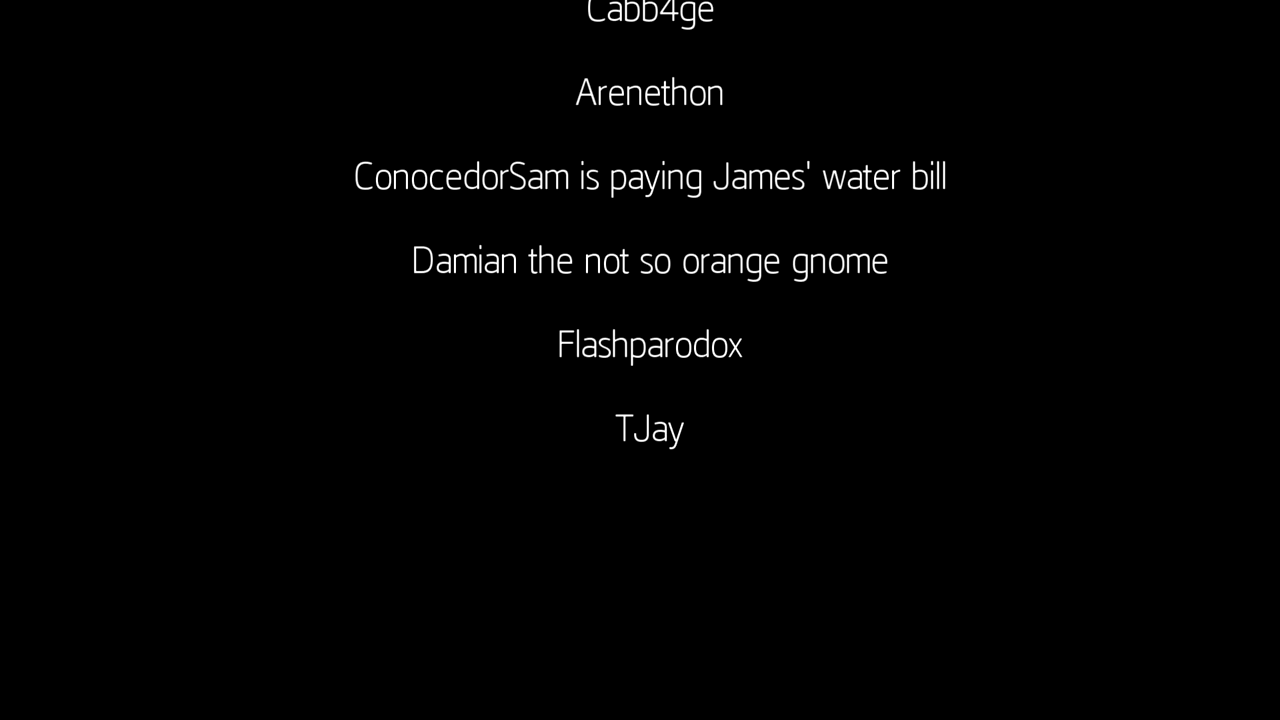 Cabb4ge
Arenethon
ConocedorSam is paying James' water bill
Damian the not so orange gnome
Flashparodox
TJay